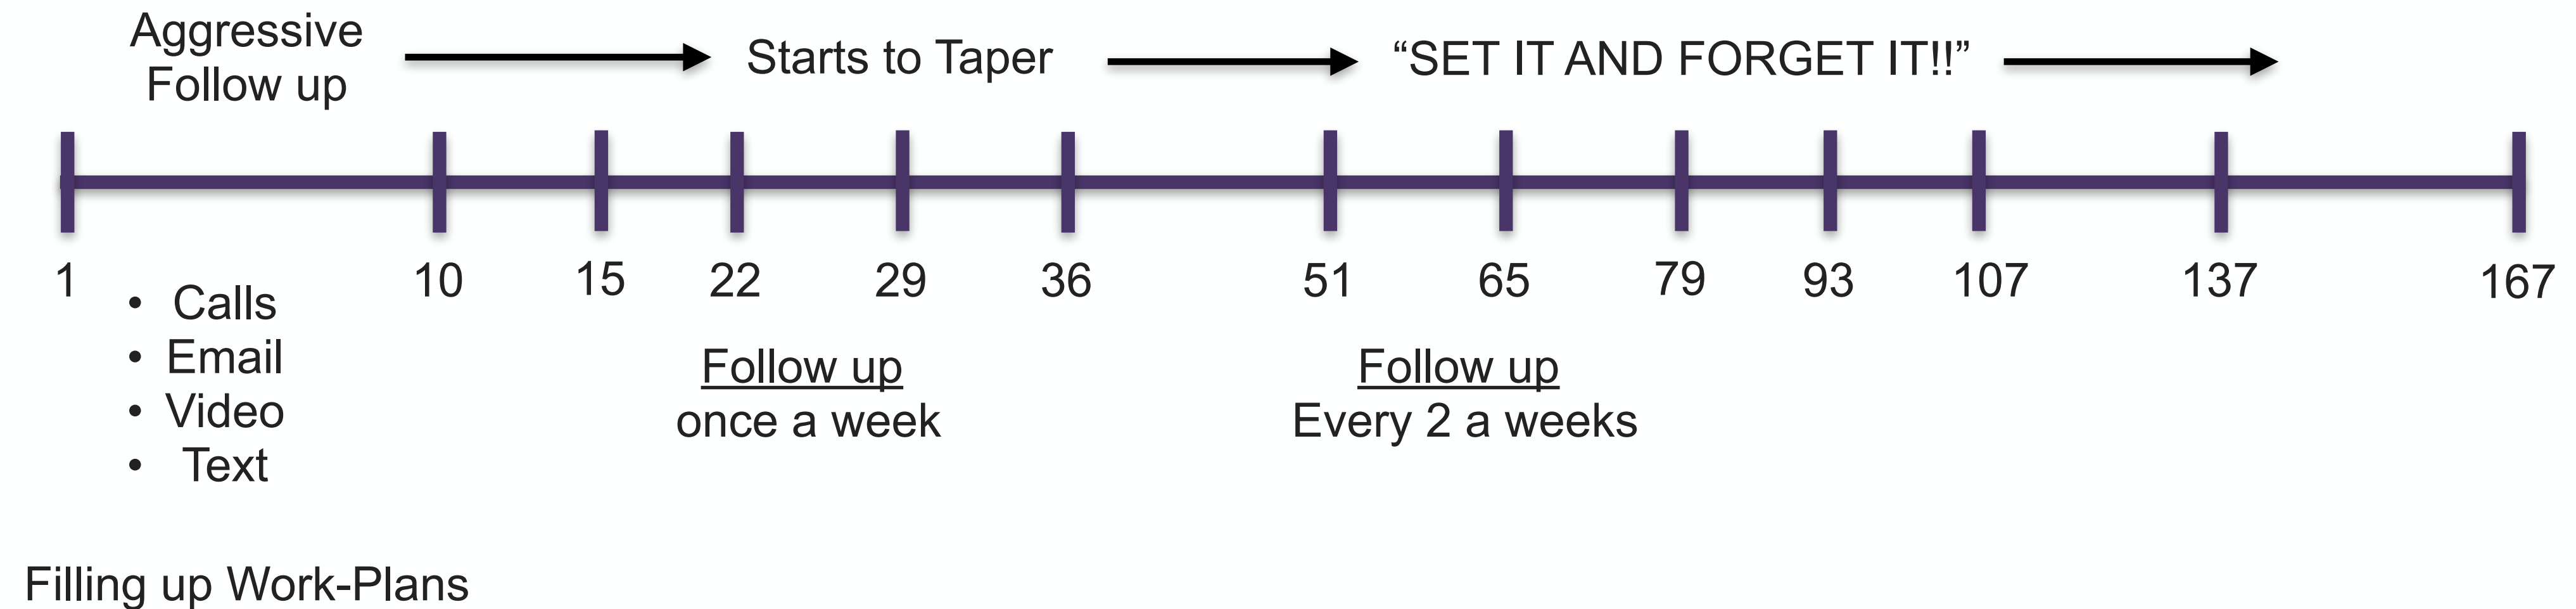 Aggressive
Follow up
Starts to Taper
“SET IT AND FORGET IT!!”
1
10
15
22
29
36
51
65
79
93
107
137
167
• Calls
• Email
• Video
• Text
Follow up
once a week
Follow up
Every 2 a weeks
Filling up Work-Plans